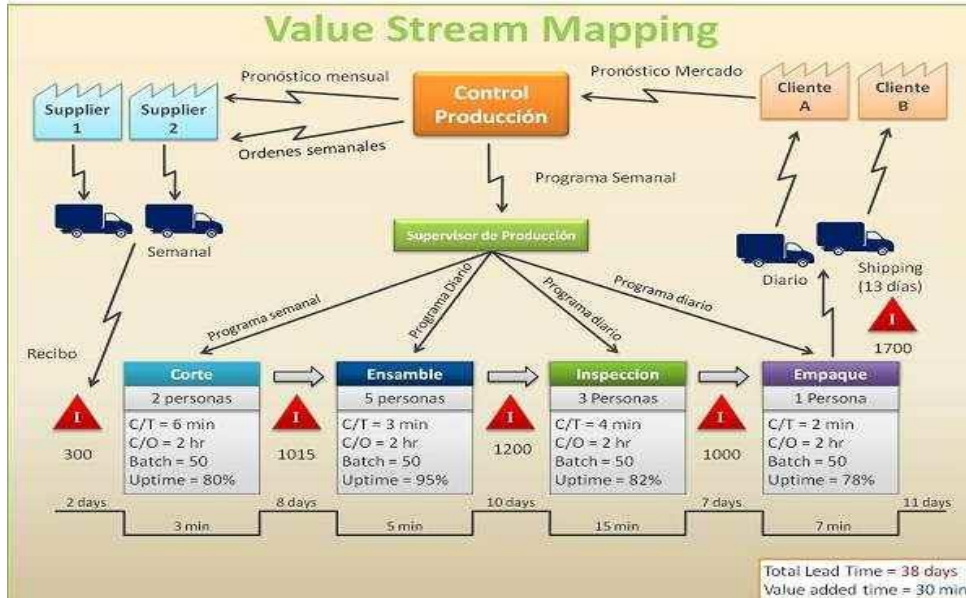 Value Stream Mapping
Pronóstico mensual
Pronóstico Mercado
Supplier
1
Supplier
2
Control
Producción
Cliente
A
Cliente
B
Ordenes semanales
Programa Semanal
Semanal
Supervisor de Producción
Diario
Shipping
(13 días)
I
1700
Programa semanal
Programa Diario
Programa diario
Programa diario
Recibo
I
300
Corte
2 personas
C/T = 6 min
C/O = 2 hr
Batch = 50
Uptime = 80%
I
1015
Ensamble
5 personas
C/T = 3 min
C/O = 2 hr
Batch = 50
Uptime = 95%
I
1200
Inspeccion
3 Personas
C/T = 4 min
C/O = 2 hr
Batch = 50
Uptime = 82%
I
1000
Empaque
1 Persona
C/T = 2 min
C/O = 2 hr
Batch = 50
Uptime = 78%
2 days
3 min
8 days
5 min
10 days
15 min
7 days
7 min
11 days
Total Lead Time = 38 days
Value added time = 30 min